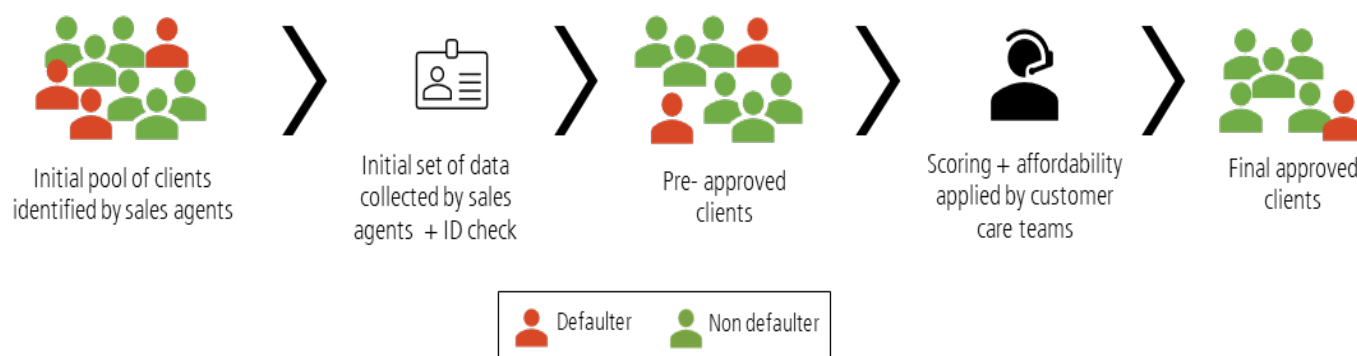 Initial pool of clients
identified by sales agents
Initial set of data
collected by sales
agents + ID check
Pre- approved
clients
Scoring + affordability
applied by customer
care teams
Final approved
clients
Defaulter
Non defaulter